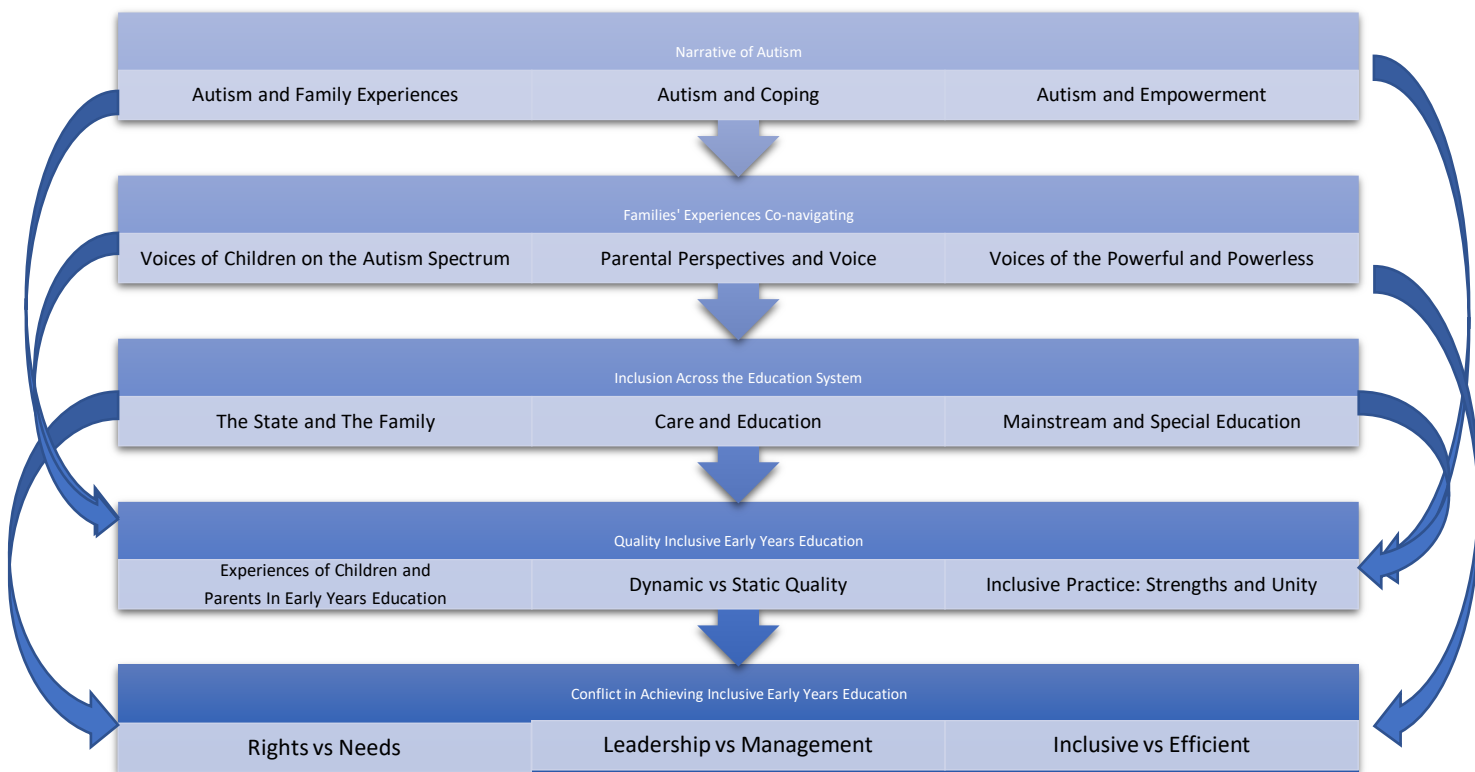 Narrative of Autism
Autism and Family Experiences
Autism and Coping
Autism and Empowerment
Families' Experiences Co-navigating
Voices of Children on the Autism Spectrum
Parental Perspectives and Voice
Voices of the Powerful and Powerless
Inclusion Across the Education System
The State and The Family
Care and Education
Mainstream and Special Education
Quality Inclusive Early Years Education
Experiences of Children and
Parents In Early Years Education
Dynamic vs Static Quality
Inclusive Practice: Strengths and Unity
Conflict in Achieving Inclusive Early Years Education
Rights vs Needs
Leadership vs Management
Inclusive vs Efficient